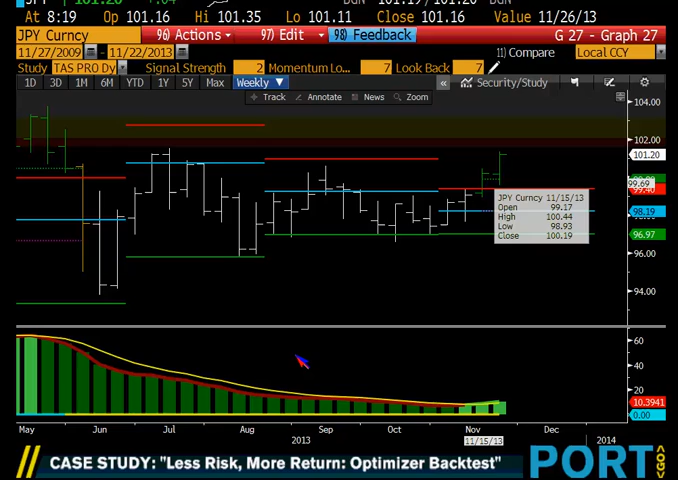 At 8:19 Op 101.16 Hi 101.35 Lo 101.11 Close 101.16 Value 11/26/13
JPY Curncy 96) Actions 97) Edit 98) Feedback G 27 - Graph 27
11/27/2009 11/22/2013 11) Compare Local CCY
Study TAS PRO Dy Signal Strength 2 Momentum Lo... 7 Look Back 7
1D 3D 1M 6M YTD 1Y 5Y Max Weekly ▼ « Security/Study
+ Track Annotate News Zoom
104.00
102.00
101.20
99.69
98.19
96.97
96.00
94.00
JPY Curncy 11/15/13
Open 99.17
High 100.44
Low 98.93
Close 100.19
60
40
20
10.3941
0.00
May Jun Jul Aug Sep Oct Nov Dec
2013 11/15/13 2014
// CASE STUDY: "Less Risk, More Return: Optimizer Backtest" PORT <GO>